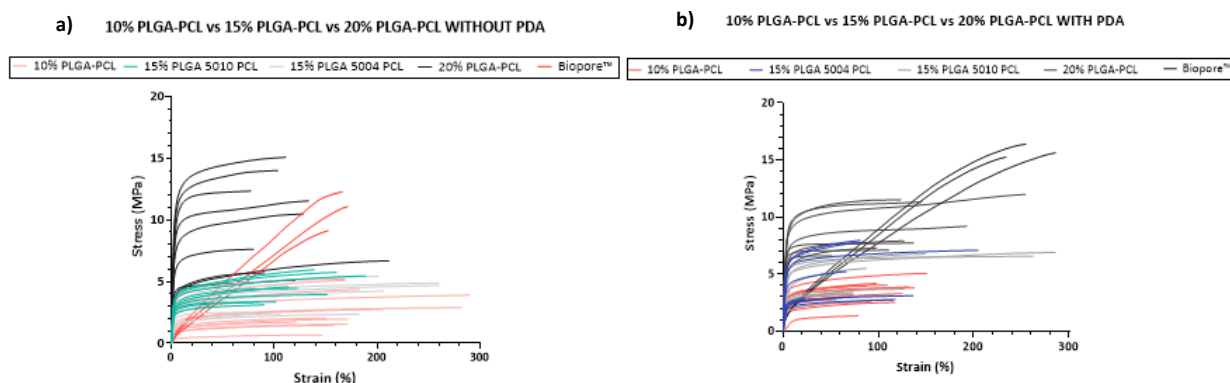 a) 10% PLGA-PCL vs 15% PLGA-PCL vs 20% PLGA-PCL WITHOUT PDA
10% PLGA-PCL 15% PLGA 5010 PCL 15% PLGA 5004 PCL 20% PLGA-PCL Biopore™
20
15
10
5
0
Stress (MPa)
0 100 200 300
Strain (%)
b) 10% PLGA-PCL vs 15% PLGA-PCL vs 20% PLGA-PCL WITH PDA
10% PLGA-PCL 15% PLGA 5004 PCL 15% PLGA 5010 PCL 20% PLGA-PCL Biopore™
20
15
10
5
0
Stress (MPa)
0 100 200 300
Strain (%)